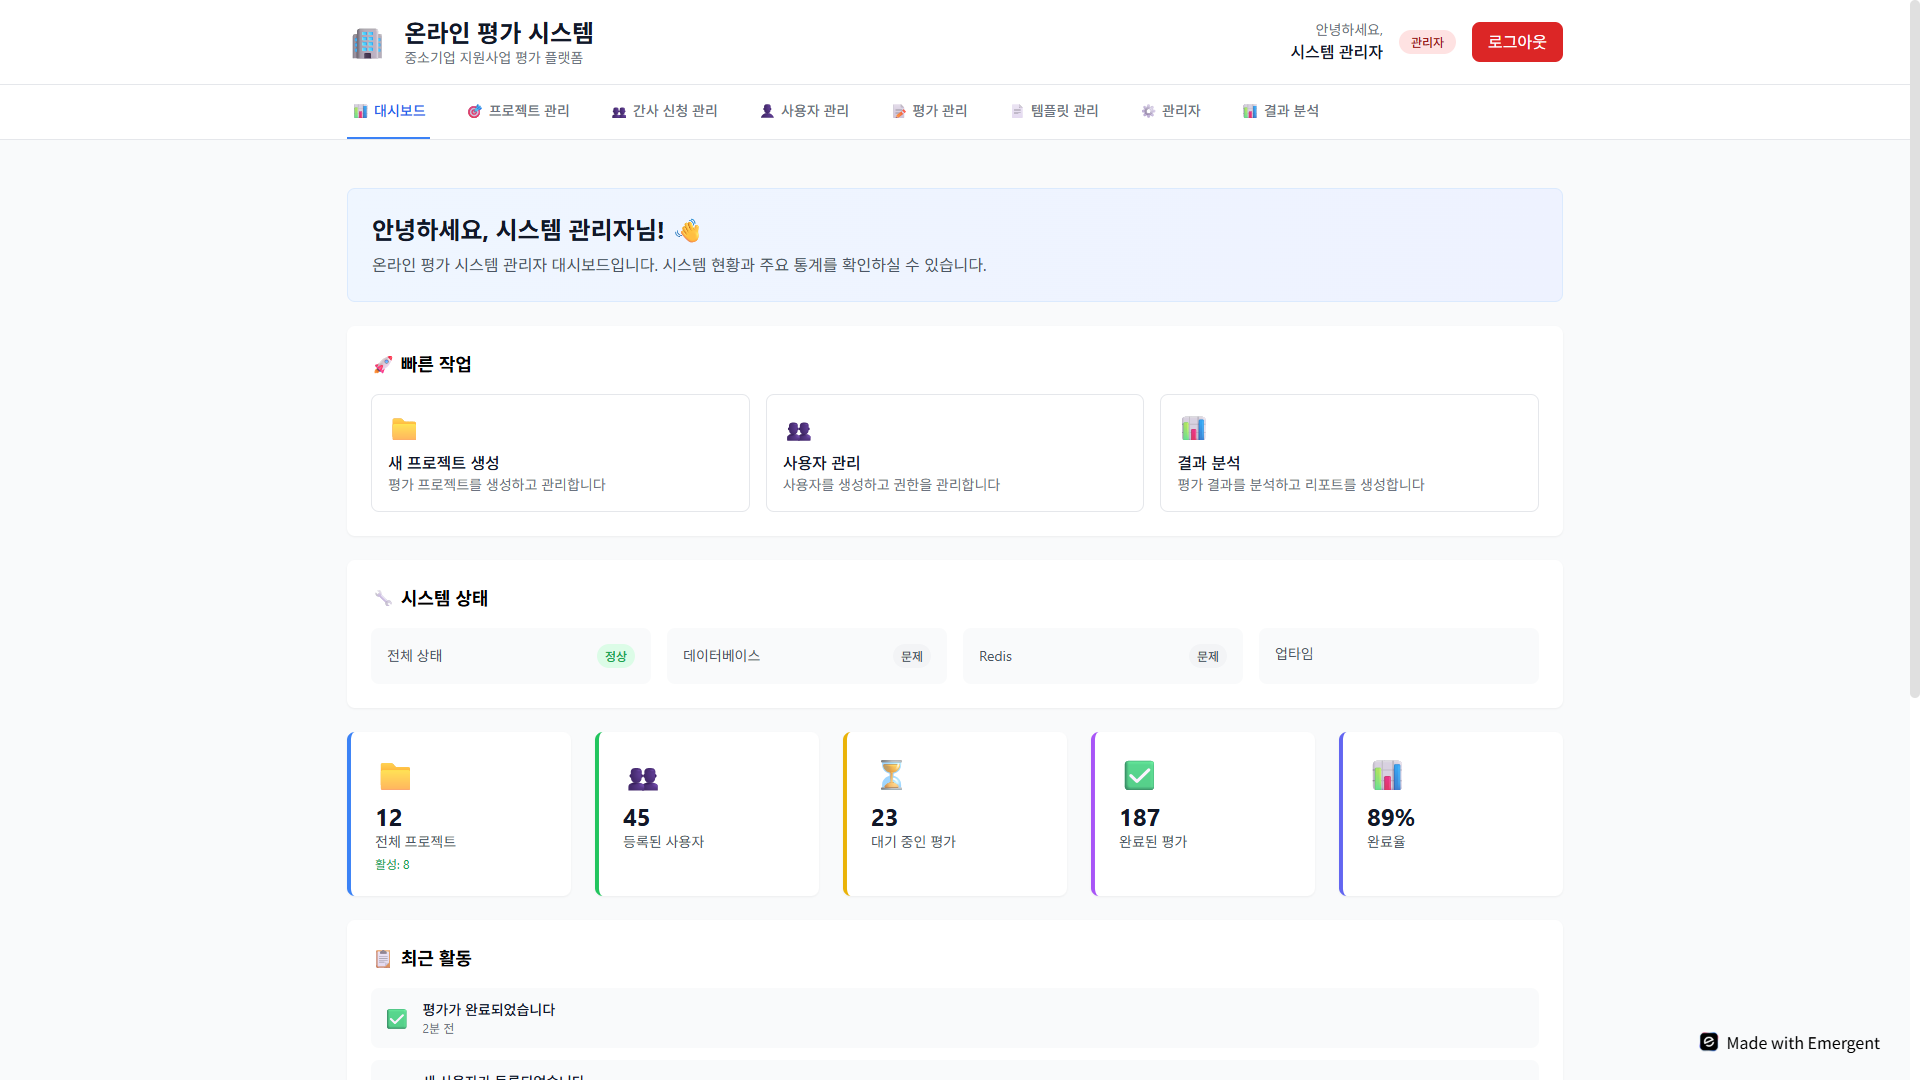 온라인 평가 시스템
중소기업 지원사업 평가 플랫폼
안녕하세요,
시스템 관리자
관리자
로그아웃
대시보드
프로젝트 관리
간사 신청 관리
사용자 관리
평가 관리
템플릿 관리
관리자
결과 분석
안녕하세요, 시스템 관리자님!
온라인 평가 시스템 관리자 대시보드입니다. 시스템 현황과 주요 통계를 확인하실 수 있습니다.
빠른 작업
새 프로젝트 생성
평가 프로젝트를 생성하고 관리합니다
사용자 관리
사용자를 생성하고 권한을 관리합니다
결과 분석
평가 결과를 분석하고 리포트를 생성합니다
시스템 상태
전체 상태
정상
데이터베이스
문제
Redis
문제
업타임
12
전체 프로젝트
활성: 8
45
등록된 사용자
23
대기 중인 평가
187
완료된 평가
89%
완료율
최근 활동
평가가 완료되었습니다
2분 전
새 사용자가 등록되었습니다
Made with Emergent